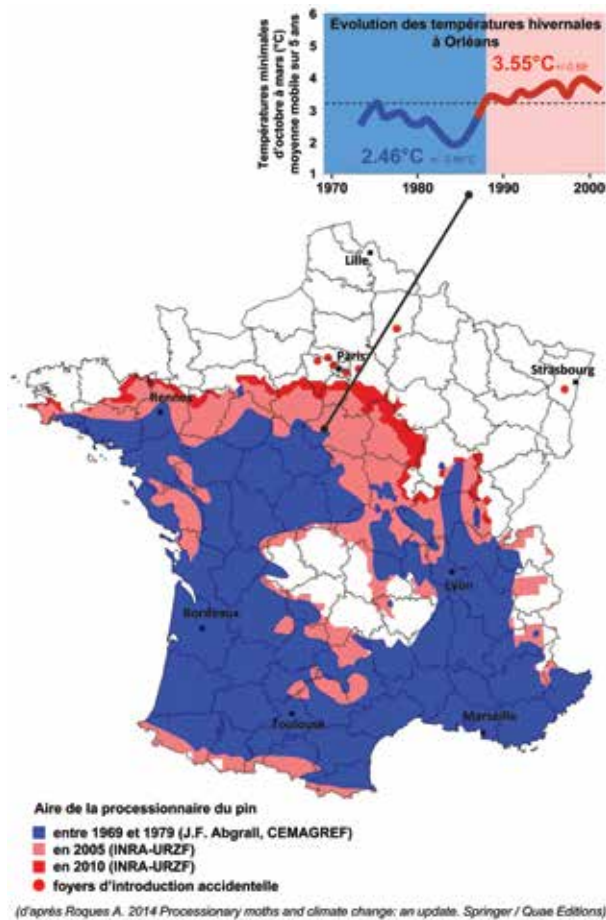 Evolution des températures hivernales
à Orléans
Températures minimales
d'octobre à mars (°C)
moyenne mobile sur 5 ans
6
5
4
3
2
1
3.55°C
2.46°C
1970 1980 1990 2000
Lille
Paris
Strasbourg
Rennes
Lyon
Bordeaux
Toulouse
Marseille
Aire de la processionnaire du pin
entre 1969 et 1979 (J.F. Abgrall, CEMAGREF)
en 2005 (INRA-URZF)
en 2010 (INRA-URZF)
foyers d'introduction accidentelle
(d'après Roques A. 2014 Processionary moths and climate change: an update. Springer / Quae Editions)